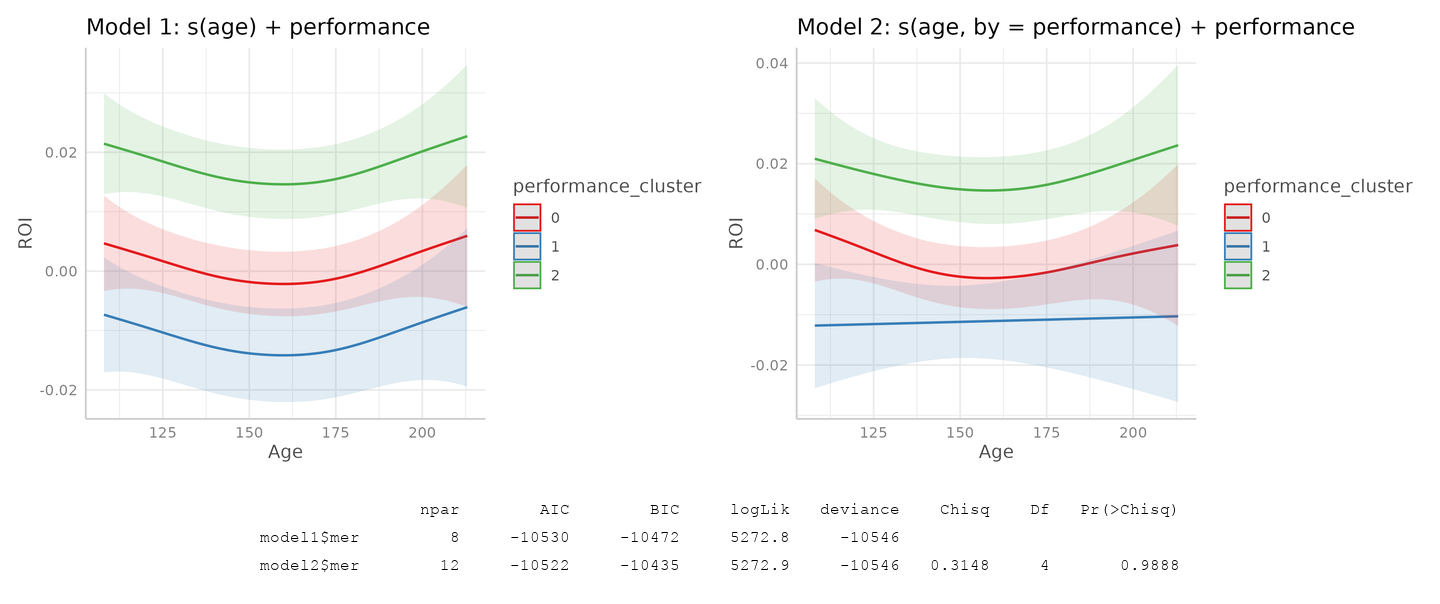 Model 1: s(age) + performance
0.02
0.00
-0.02
ROI
125 150 175 200
Age
performance_cluster
0
1
2
Model 2: s(age, by = performance) + performance
0.04
0.02
0.00
-0.02
ROI
125 150 175 200
Age
performance_cluster
0
1
2
npar AIC BIC logLik deviance Chisq Df Pr(>Chisq)
model1$mer 8 -10530 -10472 5272.8 -10546
model2$mer 12 -10522 -10435 5272.9 -10546 0.3148 4 0.9888